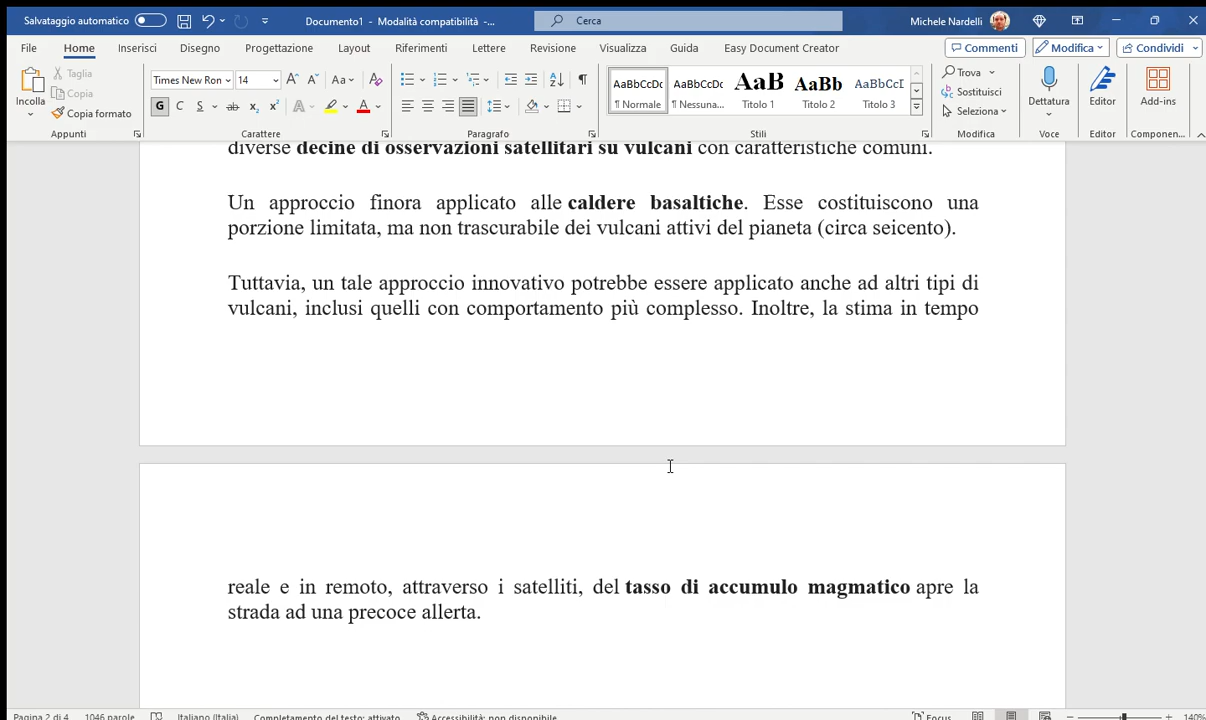 Salvataggio automatico
Documento1 - Modalità compatibilità -...
Cerca
Michele Nardelli
File Home Inserisci Disegno Progettazione Layout Riferimenti Lettere Revisione Visualizza Guida Easy Document Creator
Commenti Modifica Condividi
Incolla
Taglia
Copia
Copia formato
Appunti
Times New Ron 14
Aa
G C S ab x₂ x² A A
Carattere
Paragrafo
AaBbCcDc AaBbCcDc AaB AaBb AaBbCcD
¶ Normale ¶ Nessuna... Titolo 1 Titolo 2 Titolo 3
Stili
Trova
Sostituisci
Seleziona
Modifica
Dettatura
Voce
Editor
Editor
Add-ins
Componen...
diverse decine di osservazioni satellitari su vulcani con caratteristiche comuni.
Un approccio finora applicato alle caldere basaltiche. Esse costituiscono una
porzione limitata, ma non trascurabile dei vulcani attivi del pianeta (circa seicento).
Tuttavia, un tale approccio innovativo potrebbe essere applicato anche ad altri tipi di
vulcani, inclusi quelli con comportamento più complesso. Inoltre, la stima in tempo
reale e in remoto, attraverso i satelliti, del tasso di accumulo magmatico apre la
strada ad una precoce allerta.
Pagina 2 di 4 1046 parole Italiano (Italia) Completamento del testo: attivato Accessibilità: non disponibile Focus 140%